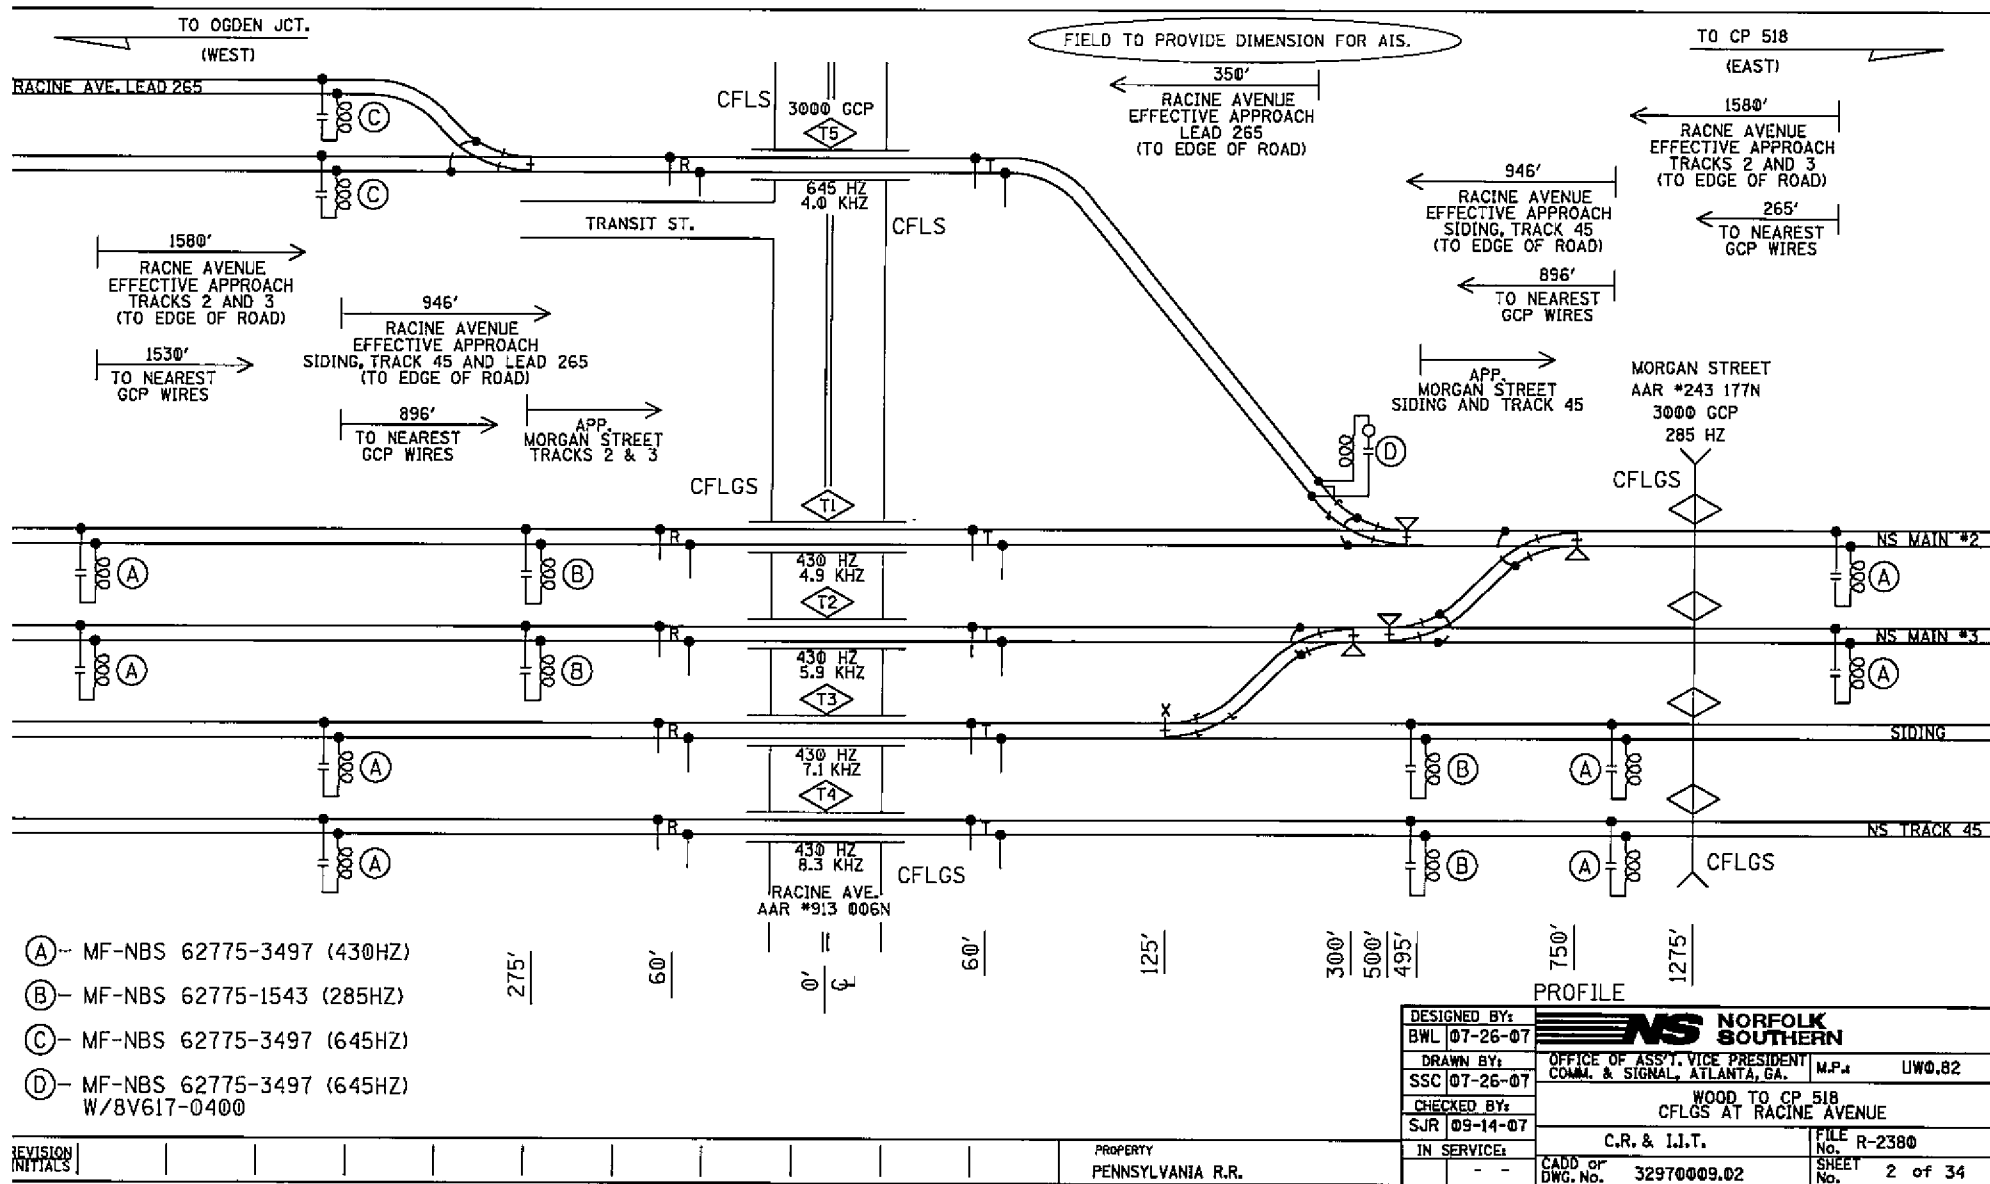 TO OGDEN JCT.
(WEST)
FIELD TO PROVIDE DIMENSION FOR AIS.
TO CP 518
(EAST)
RACINE AVE. LEAD 265
C
C
CFLS
3000 GCP
T5
645 HZ
4.0 KHZ
CFLS
R
T
TRANSIT ST.
350'
RACINE AVENUE
EFFECTIVE APPROACH
LEAD 265
(TO EDGE OF ROAD)
1580'
RACNE AVENUE
EFFECTIVE APPROACH
TRACKS 2 AND 3
(TO EDGE OF ROAD)
946'
RACINE AVENUE
EFFECTIVE APPROACH
SIDING, TRACK 45
(TO EDGE OF ROAD)
265'
TO NEAREST
GCP WIRES
896'
TO NEAREST
GCP WIRES
1580'
RACNE AVENUE
EFFECTIVE APPROACH
TRACKS 2 AND 3
(TO EDGE OF ROAD)
946'
RACINE AVENUE
EFFECTIVE APPROACH
SIDING, TRACK 45 AND LEAD 265
(TO EDGE OF ROAD)
1530'
TO NEAREST
GCP WIRES
896'
TO NEAREST
GCP WIRES
APP.
MORGAN STREET
TRACKS 2 & 3
APP.
MORGAN STREET
SIDING AND TRACK 45
MORGAN STREET
AAR #243 177N
3000 GCP
285 HZ
D
CFLGS
CFLGS
T1
R
T
NS MAIN #2
A
B
430 HZ
4.9 KHZ
A
T2
R
T
NS MAIN #3
A
B
430 HZ
5.9 KHZ
A
T3
X
R
T
SIDING
A
430 HZ
7.1 KHZ
B
A
T4
R
T
NS TRACK 45
A
430 HZ
8.3 KHZ
CFLGS
B
A
CFLGS
RACINE AVE.
AAR #913 006N
275'
60'
0'
℄
60'
125'
300'
500'
495'
750'
1275'
A - MF-NBS 62775-3497 (430HZ)
B - MF-NBS 62775-1543 (285HZ)
C - MF-NBS 62775-3497 (645HZ)
D - MF-NBS 62775-3497 (645HZ)
W/8V617-0400
PROFILE
DESIGNED BY:
BWL 07-26-07
DRAWN BY:
SSC 07-26-07
CHECKED BY:
SJR 09-14-07
IN SERVICE:
- -
NS NORFOLK
SOUTHERN
OFFICE OF ASS'T. VICE PRESIDENT
COMM. & SIGNAL, ATLANTA, GA.
M.P.: UW0.82
WOOD TO CP 518
CFLGS AT RACINE AVENUE
C.R. & I.I.T.
FILE No. R-2380
CADD or DWG. No. 32970009.02
SHEET No. 2 of 34
REVISION
INITIALS
PROPERTY
PENNSYLVANIA R.R.